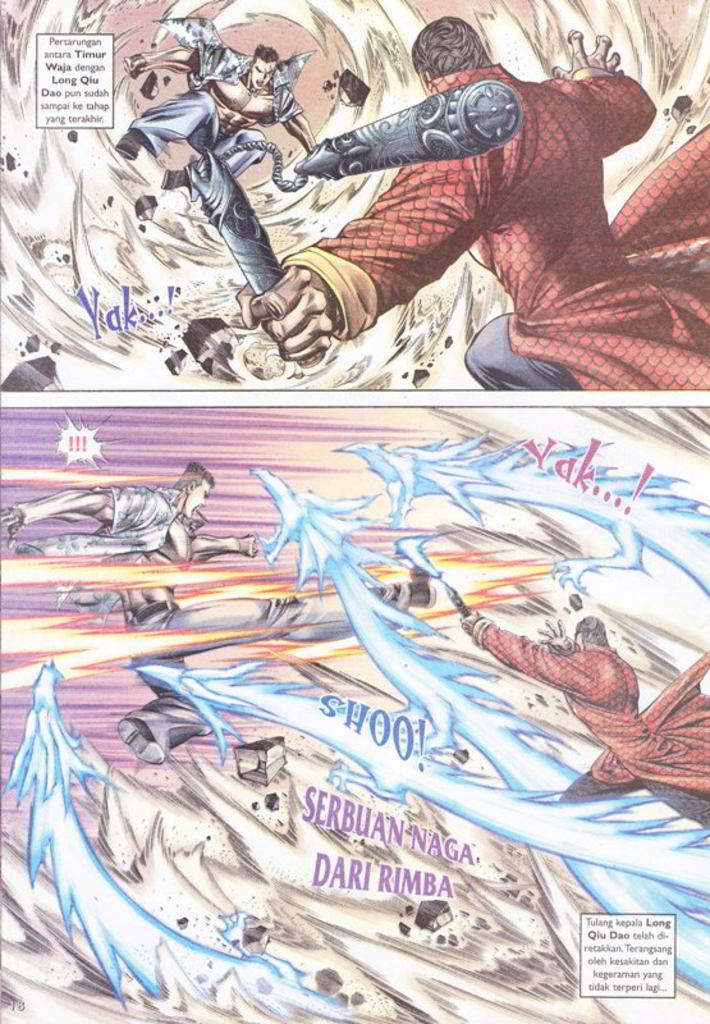 Pertarungan
antara Timur
Waja dengan
Long Qiu
Dao pun sudah
sampai ke tahap
yang terakhir.
Yak...!
!!!
Yak....!
SHOO!
SERBUAN NAGA
DARI RIMBA
Tulang kepala Long
Qiu Dao telah di-
retakkan. Terangsang
oleh kesakitan dan
kegeraman yang
tidak terperi lagi...
18